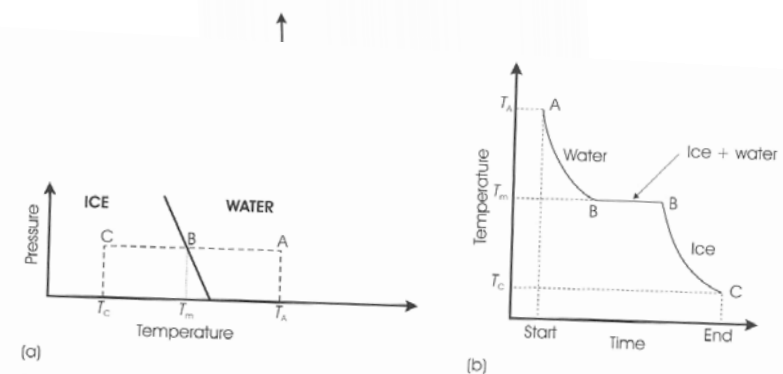 ICE
WATER
C
B
A
Pressure
T_C
T_m
T_A
Temperature
(a)
T_A
A
Water
Ice + water
T_m
B
B
Ice
T_C
C
Temperature
Start
Time
End
(b)